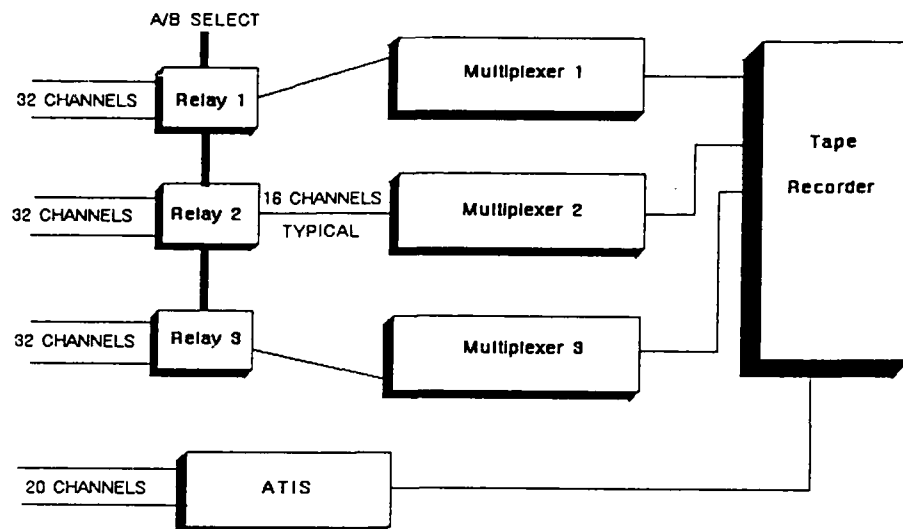 A/B SELECT
32 CHANNELS
Relay 1
Multiplexer 1
Tape
Recorder
32 CHANNELS
Relay 2
16 CHANNELS
TYPICAL
Multiplexer 2
32 CHANNELS
Relay 3
Multiplexer 3
20 CHANNELS
ATIS